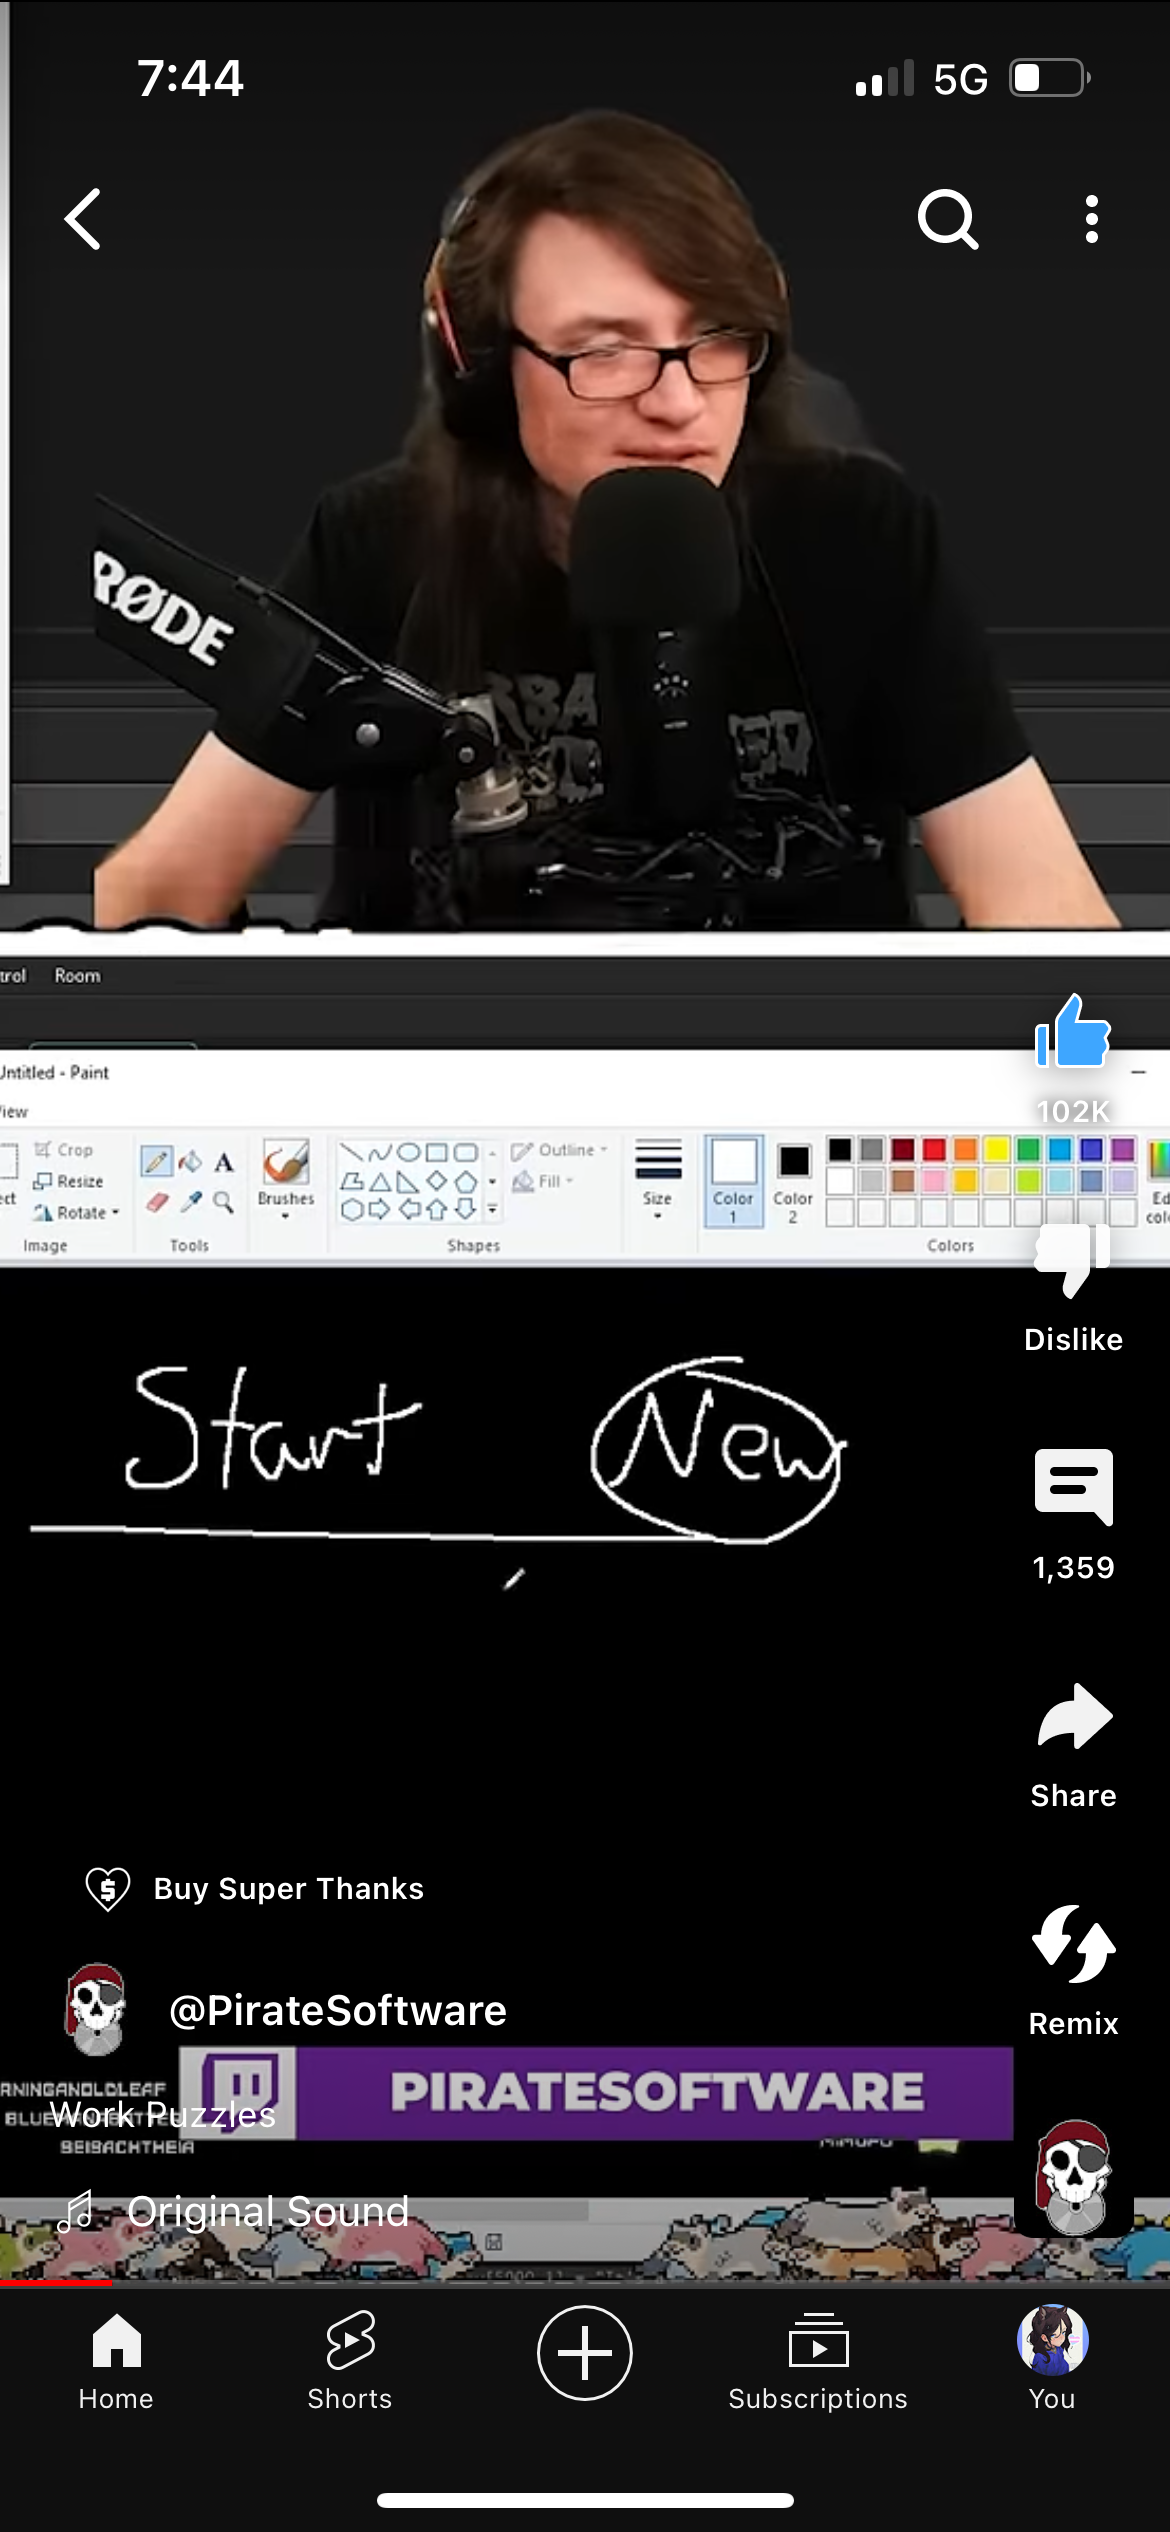 7:44 5G
RØDE
Room
Untitled - Paint
View
Crop
Resize
Rotate
Image
Tools
Brushes
Shapes
Outline
Fill
Size
Color 1
Color 2
Colors
102K
Dislike
Start New
1,359
Share
Buy Super Thanks
Remix
@PirateSoftware
PIRATESOFTWARE
Work Puzzles
BEIBACHTHEIA
Original Sound
Home Shorts Subscriptions You